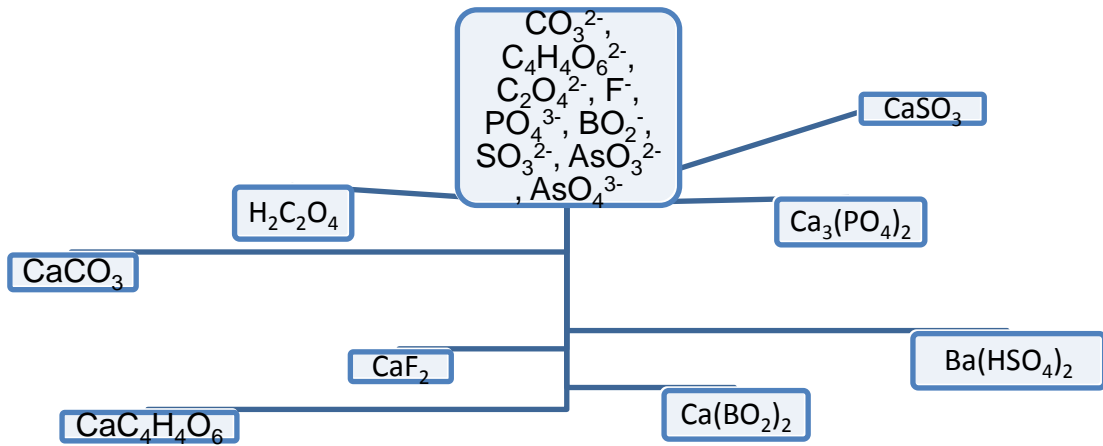 CO₃²⁻,
C₄H₄O₆²⁻,
C₂O₄²⁻, F⁻,
PO₄³⁻, BO₂⁻,
SO₃²⁻, AsO₃²⁻
, AsO₄³⁻
CaSO₃
H₂C₂O₄
Ca₃(PO₄)₂
CaCO₃
CaF₂
Ba(HSO₄)₂
CaC₄H₄O₆
Ca(BO₂)₂